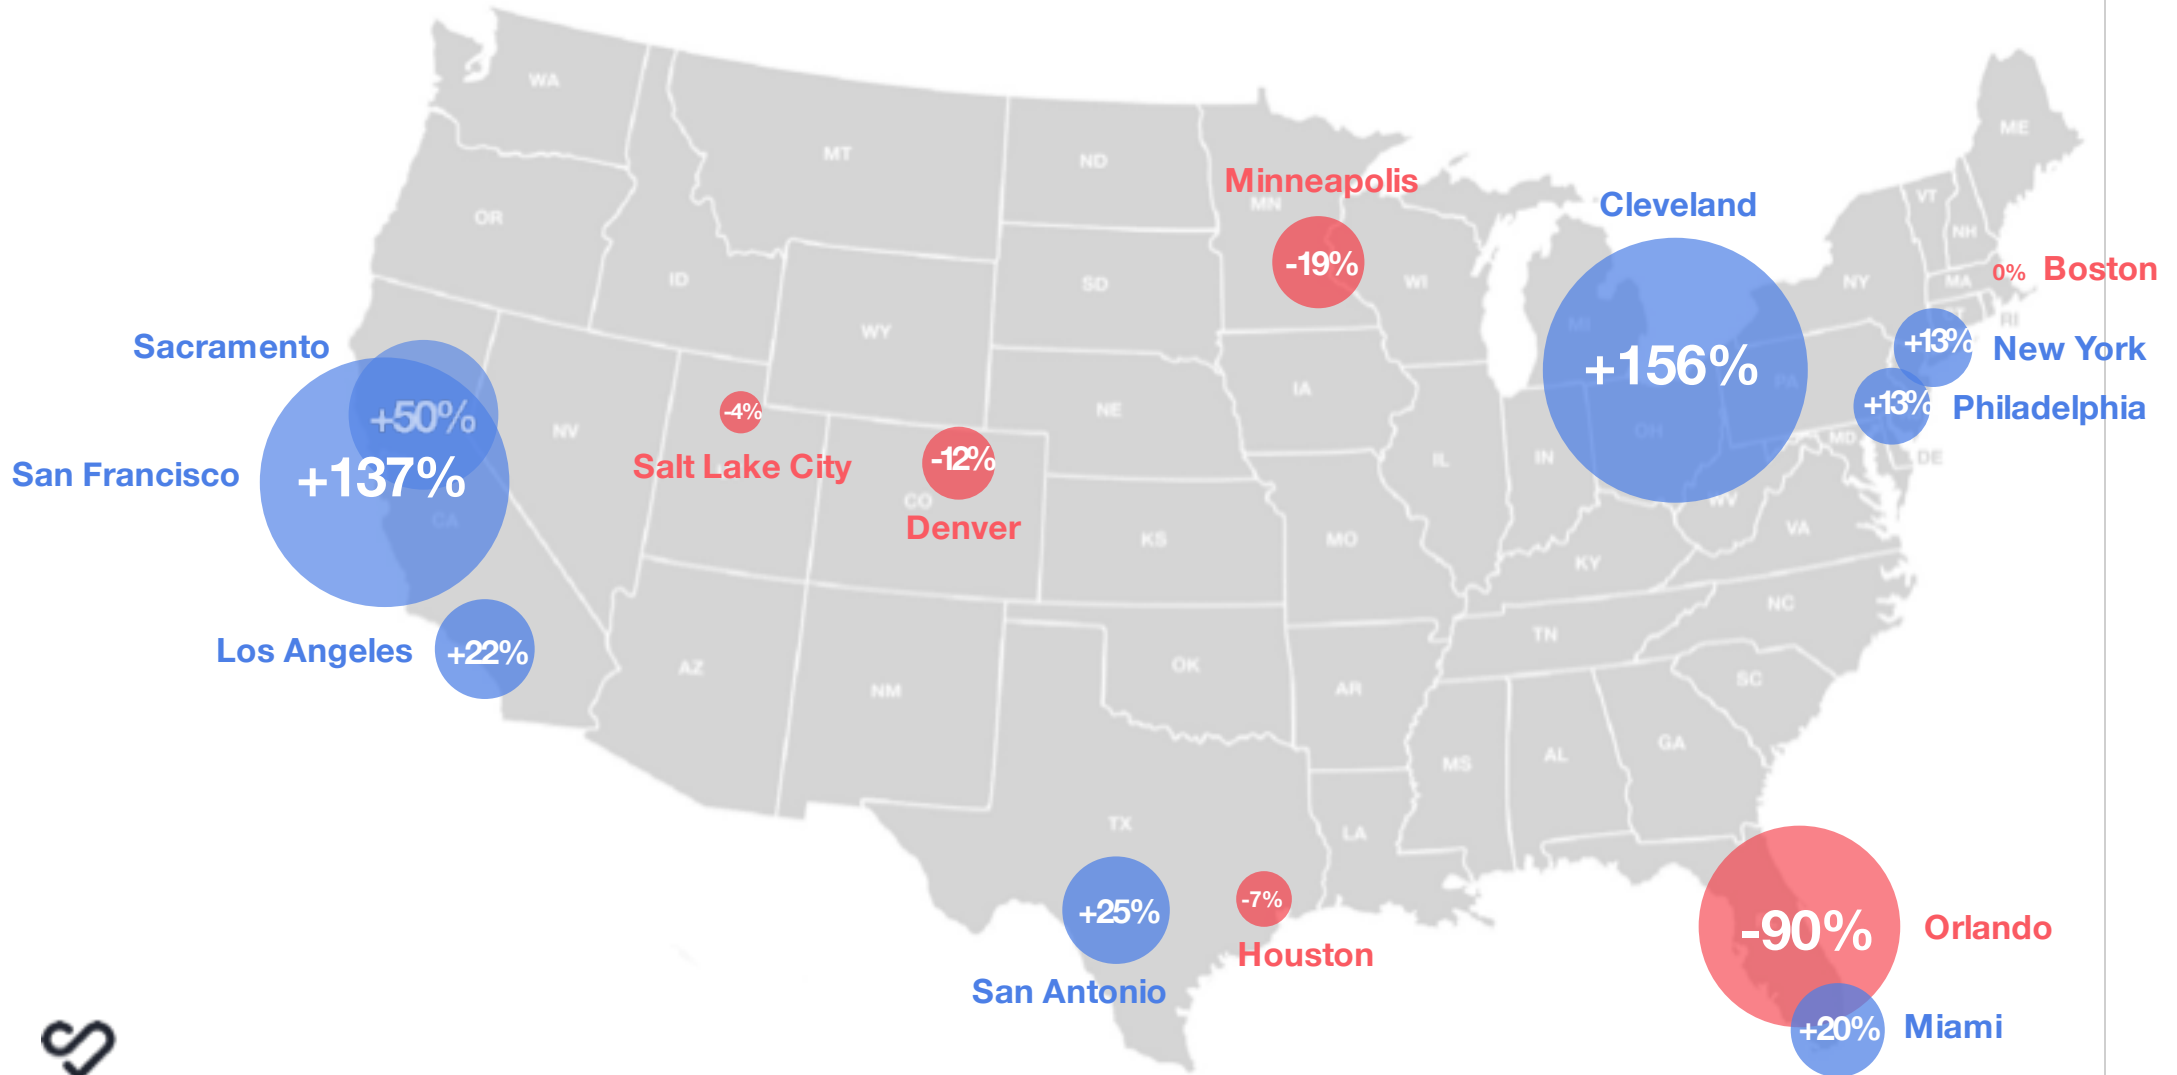 WA
MT
ND
ME
Minneapolis
MN
VT
Cleveland
OR
NH
-19%
0% Boston
ID
SD
WI
NY
MA
RI
WY
MI
Sacramento
+13% New York
+156%
PA
IA
NE
-4%
+50%
+13% Philadelphia
NV
OH
MD
IL
IN
DE
Salt Lake City
-12%
San Francisco
+137%
CO
WV
CA
Denver
KS
MO
VA
KY
NC
TN
Los Angeles
+22%
AZ
NM
OK
AR
SC
GA
AL
MS
TX
LA
-7%
+25%
-90%
Orlando
Houston
San Antonio
+20%
Miami